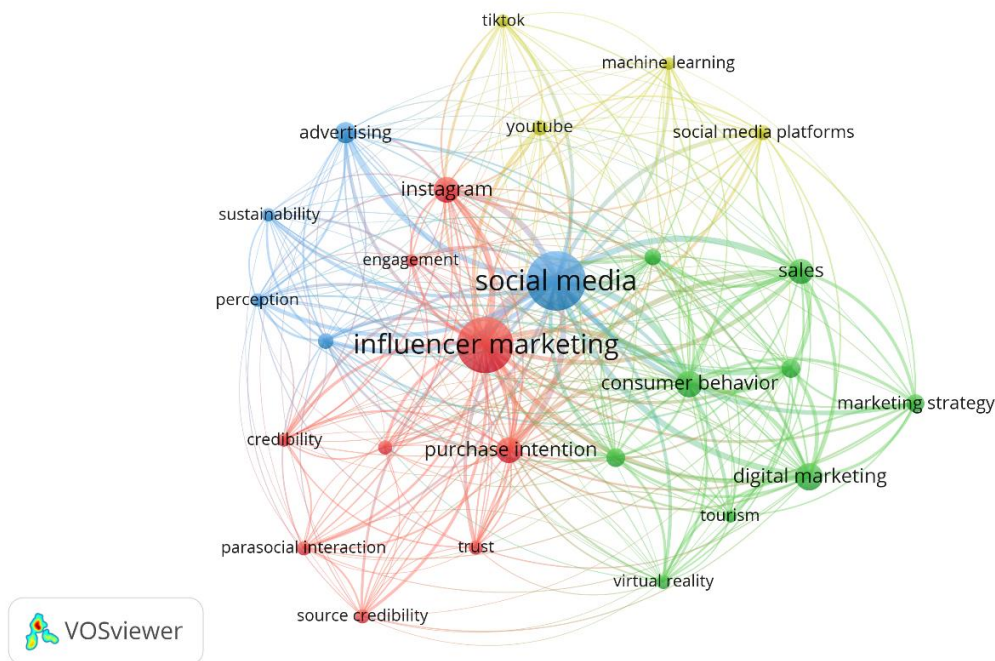 tiktok
machine learning
advertising
youtube
social media platforms
instagram
sustainability
engagement
social media
sales
perception
influencer marketing
consumer behavior
marketing strategy
credibility
purchase intention
digital marketing
tourism
parasocial interaction
trust
virtual reality
source credibility
VOSviewer